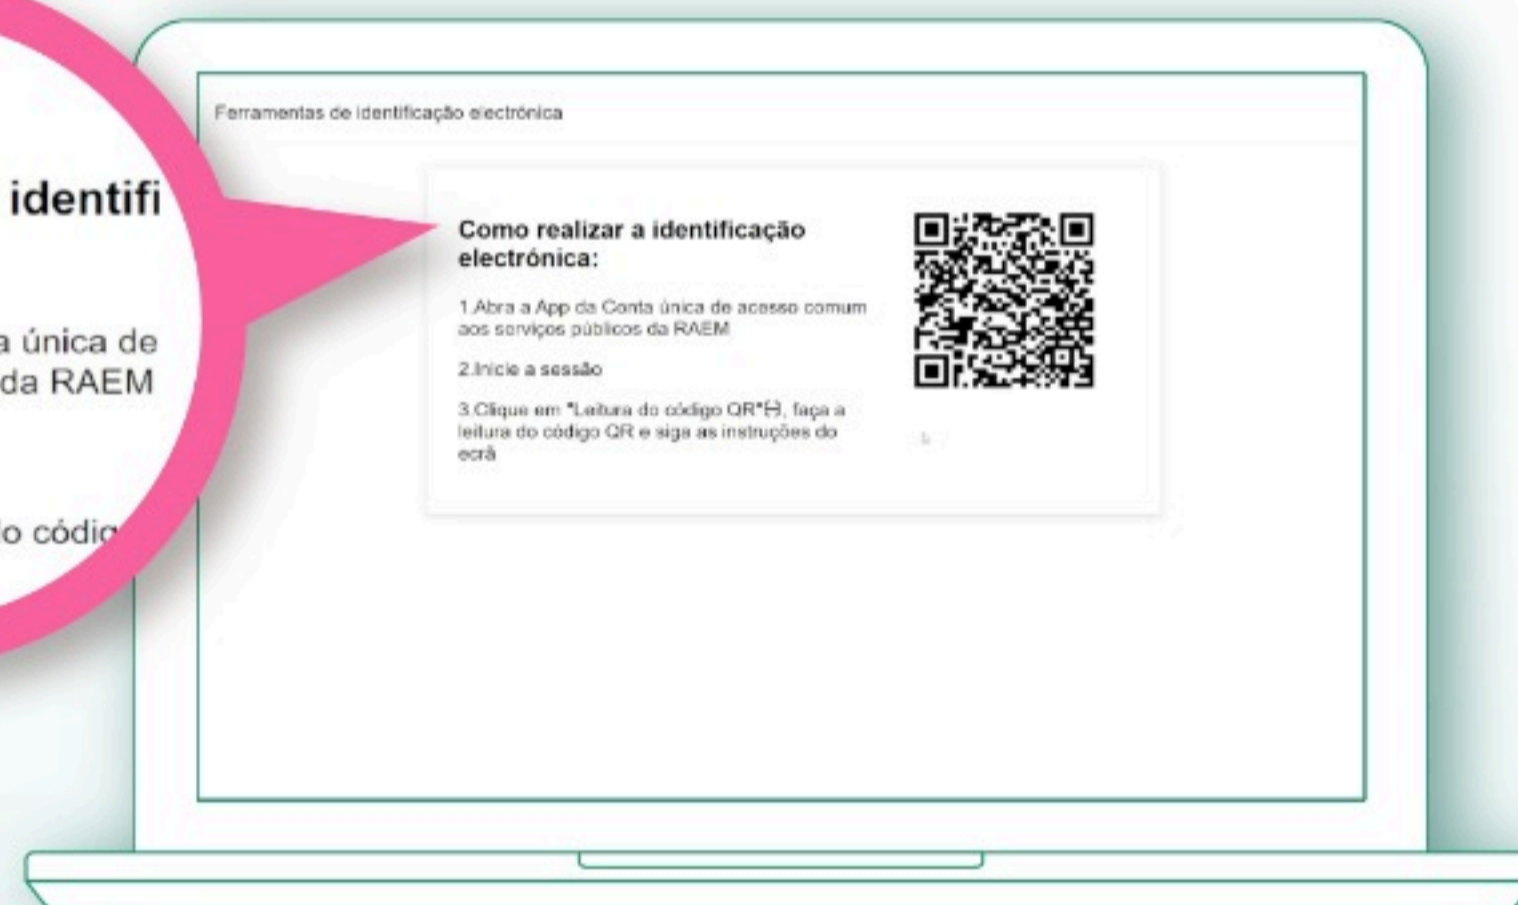 identifi
a única de
da RAEM
lo códig
Ferramentas de identificação electrónica
Como realizar a identificação
electrónica:
1.Abra a App da Conta única de acesso comum
aos serviços públicos da RAEM
2.Inicie a sessão
3.Clique em "Leitura do código QR", faça a
leitura do código QR e siga as instruções do
ecrã